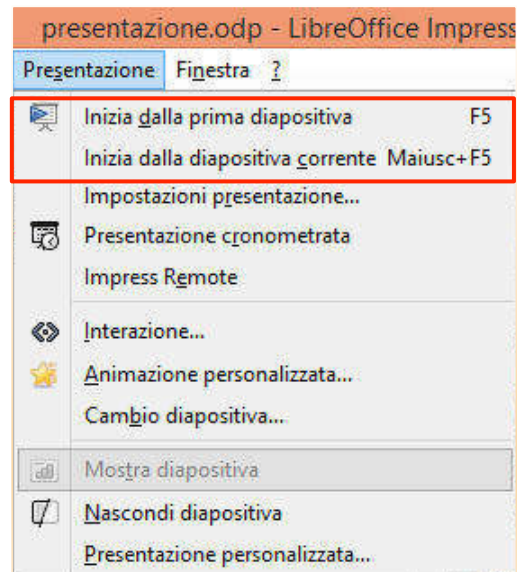 presentazione.odp - LibreOffice Impress
Presentazione Finestra ?
Inizia dalla prima diapositiva F5
Inizia dalla diapositiva corrente Maiusc+F5
Impostazioni presentazione...
Presentazione cronometrata
Impress Remote
Interazione...
Animazione personalizzata...
Cambio diapositiva...
Mostra diapositiva
Nascondi diapositiva
Presentazione personalizzata...